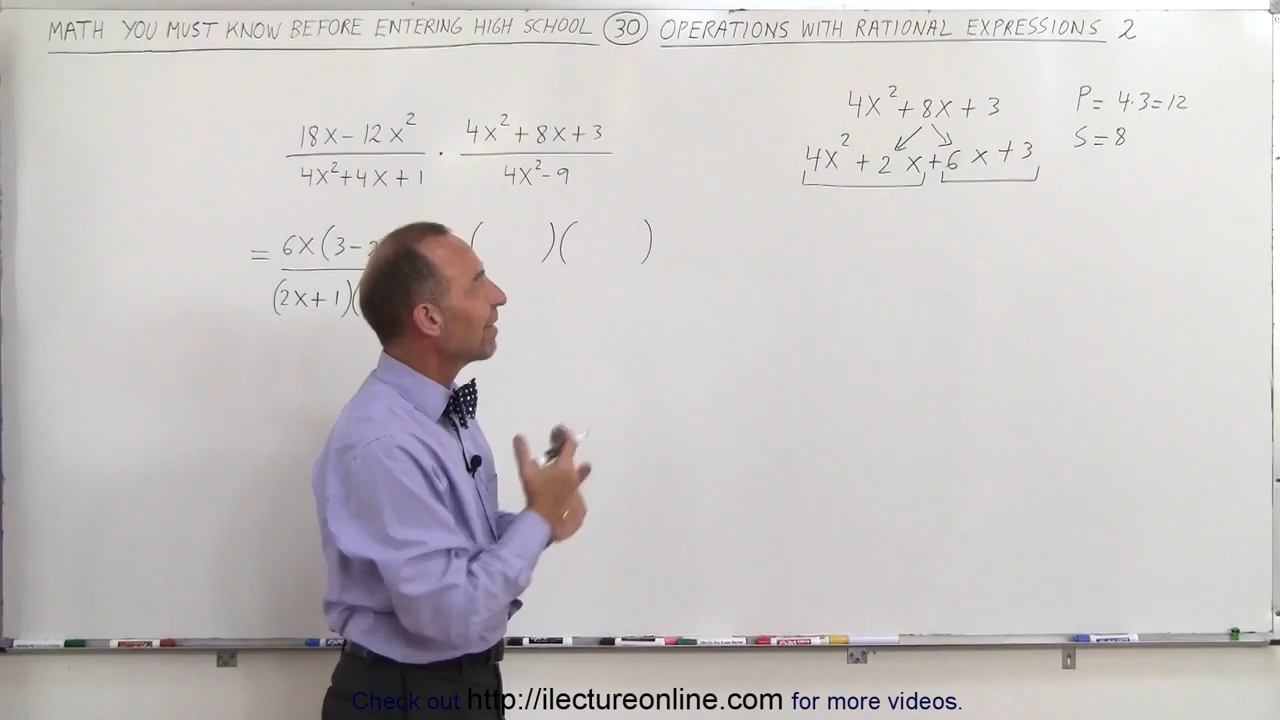 MATH YOU MUST KNOW BEFORE ENTERING HIGH SCHOOL 30 OPERATIONS WITH RATIONAL EXPRESSIONS 2
18X - 12X² / 4X² + 4X + 1 · 4X² + 8X + 3 / 4X² - 9
= 6X(3 - 2 ( )( )
(2X + 1)(
4X² + 8X + 3
4X² + 2X + 6X + 3
P = 4·3 = 12
S = 8
Check out http://ilectureonline.com for more videos.